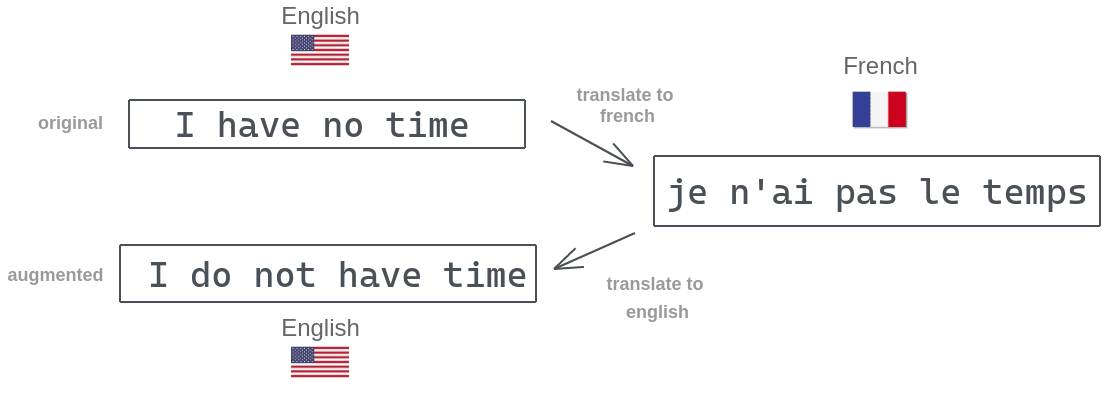 English
original
I have no time
translate to
french
French
je n'ai pas le temps
augmented
I do not have time
translate to
english
English